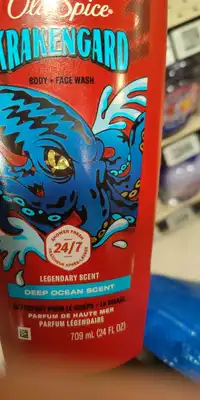 Old Spice
KRAKENGARD
BODY + FACE WASH
SHOWER FRESH
24/7
LEGENDARY SCENT
DEEP OCEAN SCENT
PARFUM DE HAUTE MER
PARFUM LÉGENDAIRE
709 mL (24 fl OZ)